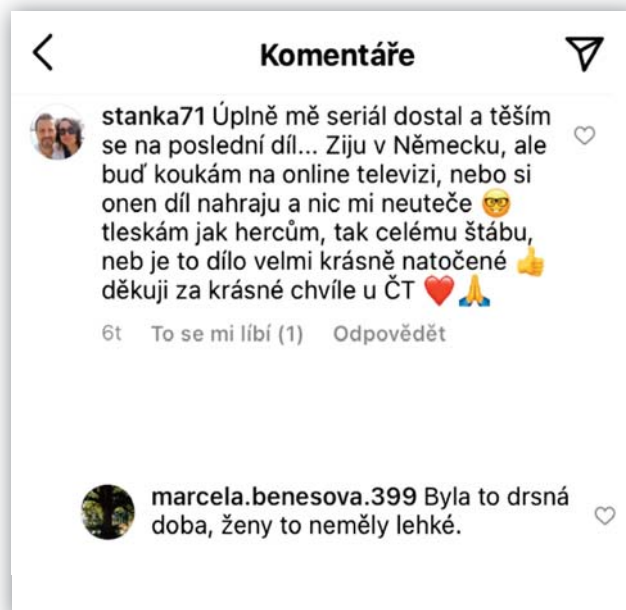 Komentáře
stanka71 Úplně mě seriál dostal a těším
se na poslední díl... Ziju v Německu, ale
buď koukám na online televizi, nebo si
onen díl nahraju a nic mi neuteče 🤓
tleskám jak hercům, tak celému štábu,
neb je to dílo velmi krásně natočené 👍
děkuji za krásné chvíle u ČT ❤️🙏
6t To se mi líbí (1) Odpovědět
marcela.benesova.399 Byla to drsná
doba, ženy to neměly lehké.